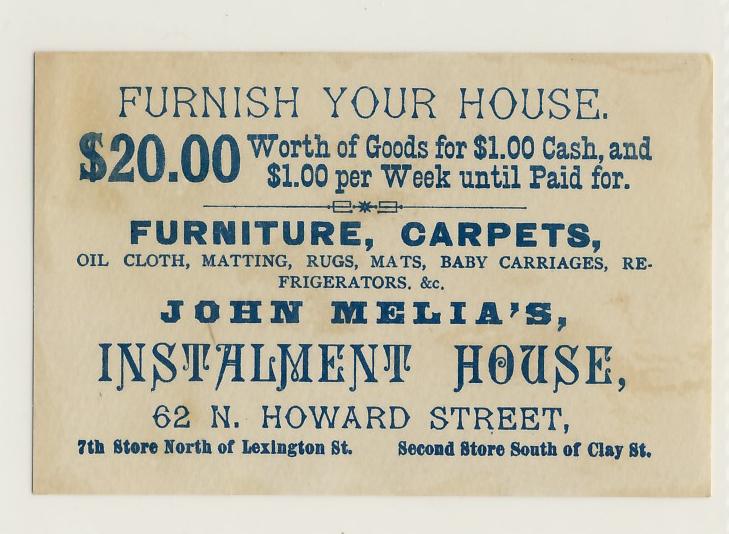 FURNISH YOUR HOUSE.
$20.00 Worth of Goods for $1.00 Cash, and
$1.00 per Week until Paid for.
FURNITURE, CARPETS,
OIL CLOTH, MATTING, RUGS, MATS, BABY CARRIAGES, RE-
FRIGERATORS. &c.
JOHN MELIA'S,
INSTALMENT HOUSE,
62 N. HOWARD STREET,
7th Store North of Lexington St. Second Store South of Clay St.